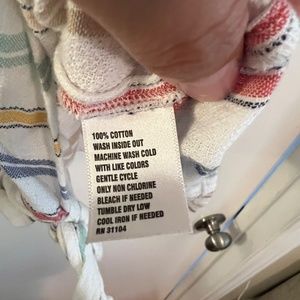 100% COTTON
WASH INSIDE OUT
MACHINE WASH COLD
WITH LIKE COLORS
GENTLE CYCLE
ONLY NON CHLORINE
BLEACH IF NEEDED
TUMBLE DRY LOW
COOL IRON IF NEEDED
RN 31104